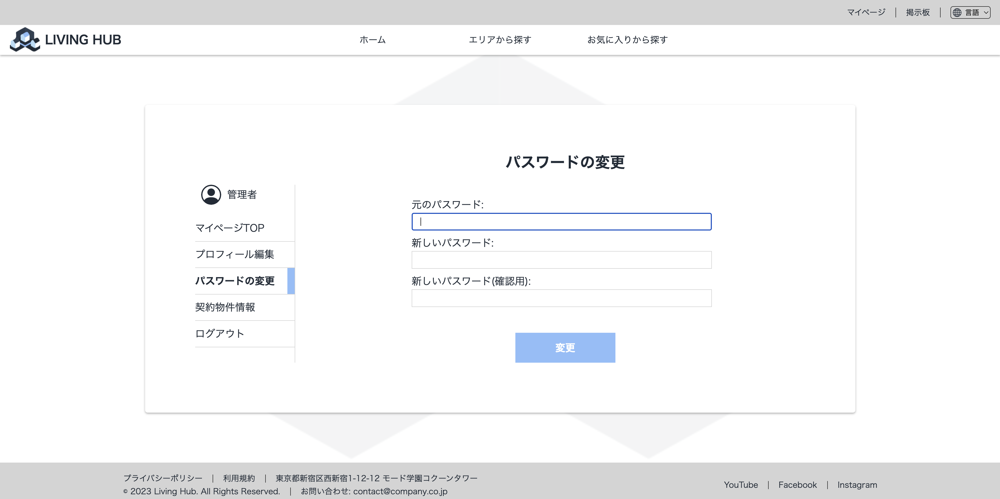 マイページ | 掲示板 | 言語
LIVING HUB
ホーム エリアから探す お気に入りから探す
パスワードの変更
管理者
マイページTOP
プロフィール編集
パスワードの変更
契約物件情報
ログアウト
元のパスワード:
新しいパスワード:
新しいパスワード(確認用):
変更
プライバシーポリシー | 利用規約 | 東京都新宿区西新宿1-12-12 モード学園コクーンタワー
© 2023 Living Hub. All Rights Reserved. | お問い合わせ: contact@company.co.jp
YouTube | Facebook | Instagram